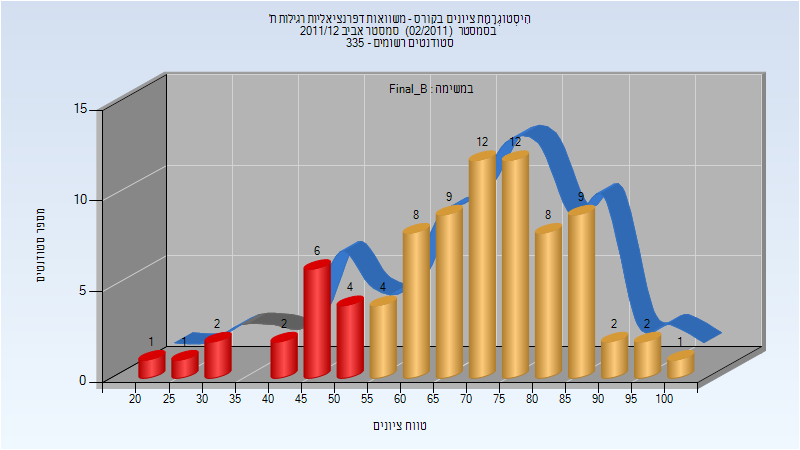 היסטוגרמת ציונים בקורס - משוואות דפרנציאליות רגילות ח'
בסמסטר (02/2011) סמסטר אביב 2011/12
סטודנטים רשומים - 335
במשימה : Final_B
מספר סטודנטים
15
10
5
0
1
1
2
2
6
4
4
8
9
12
12
8
9
2
2
1
20 25 30 35 40 45 50 55 60 65 70 75 80 85 90 95 100
טווח ציונים